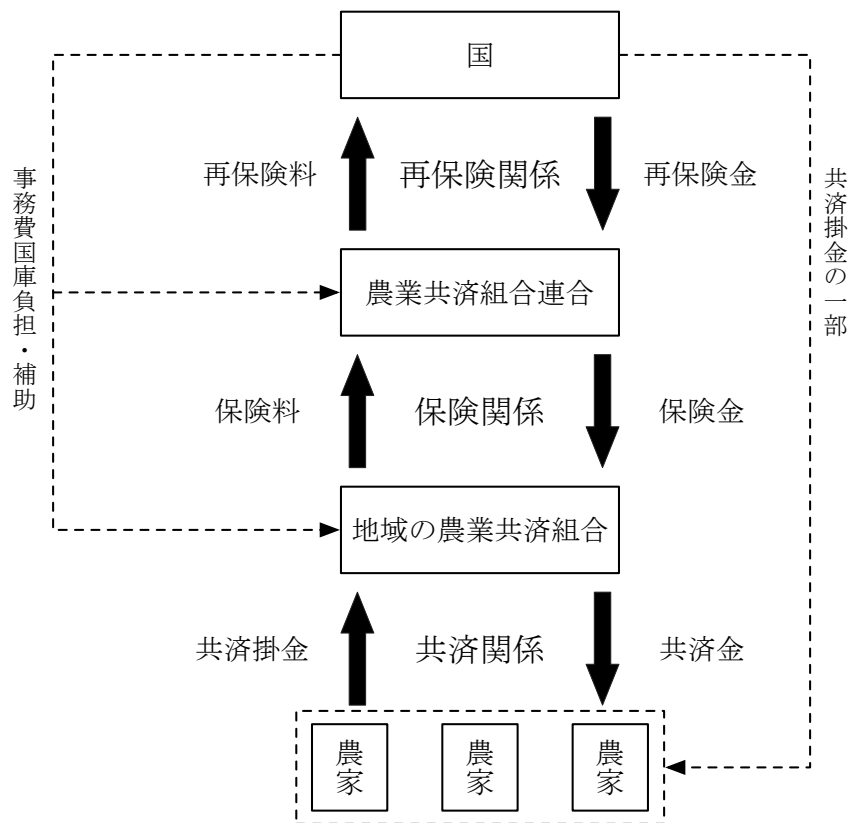 国
再保険料
再保険関係
再保険金
事務費国庫負担・補助
共済掛金の一部
農業共済組合連合
保険料
保険関係
保険金
地域の農業共済組合
共済掛金
共済関係
共済金
農家
農家
農家